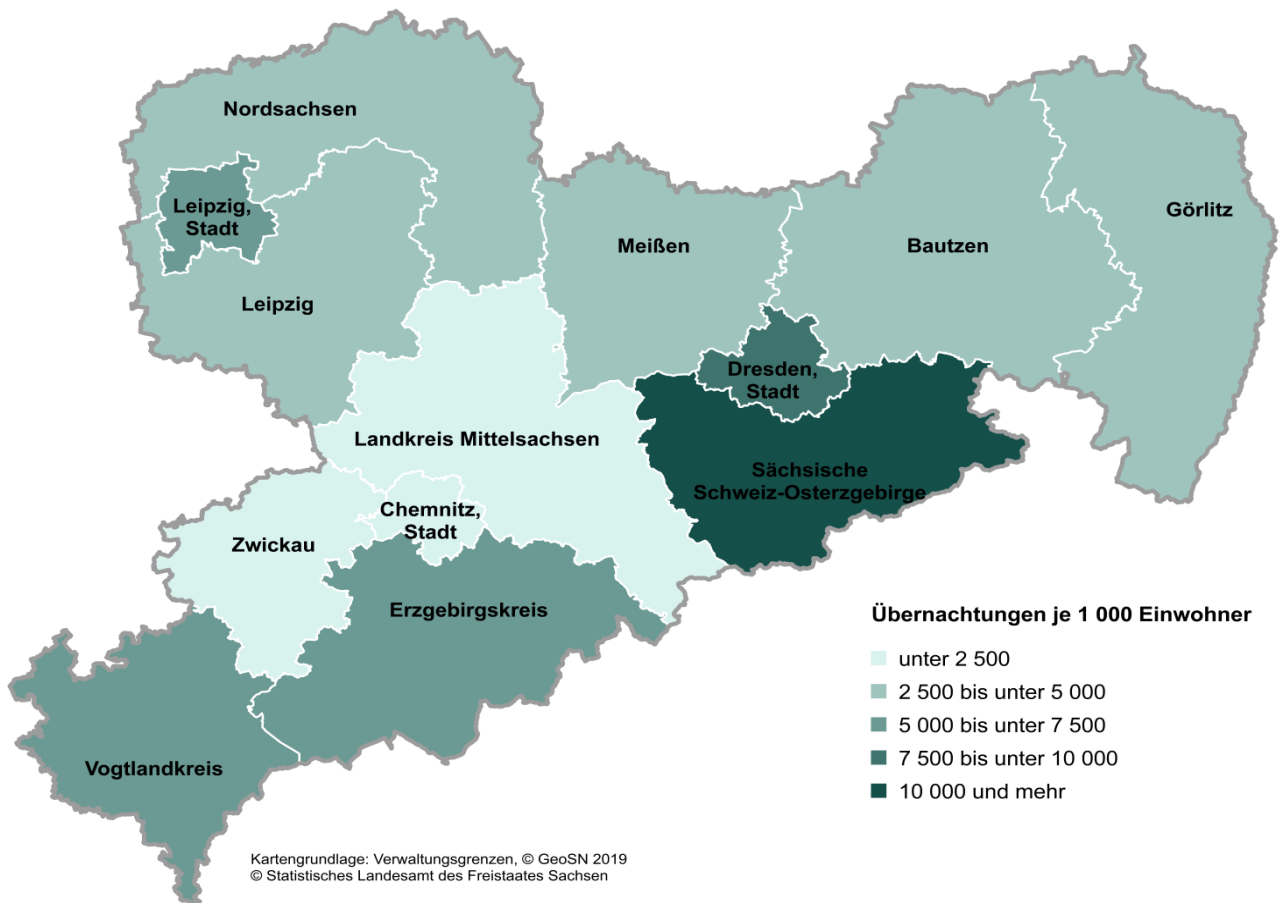 Nordsachsen
Leipzig,
Stadt
Görlitz
Meißen
Bautzen
Leipzig
Dresden,
Stadt
Landkreis Mittelsachsen
Sächsische
Schweiz-Osterzgebirge
Chemnitz,
Stadt
Zwickau
Erzgebirgskreis
Vogtlandkreis
Übernachtungen je 1 000 Einwohner
unter 2 500
2 500 bis unter 5 000
5 000 bis unter 7 500
7 500 bis unter 10 000
10 000 und mehr
Kartengrundlage: Verwaltungsgrenzen, © GeoSN 2019
© Statistisches Landesamt des Freistaates Sachsen